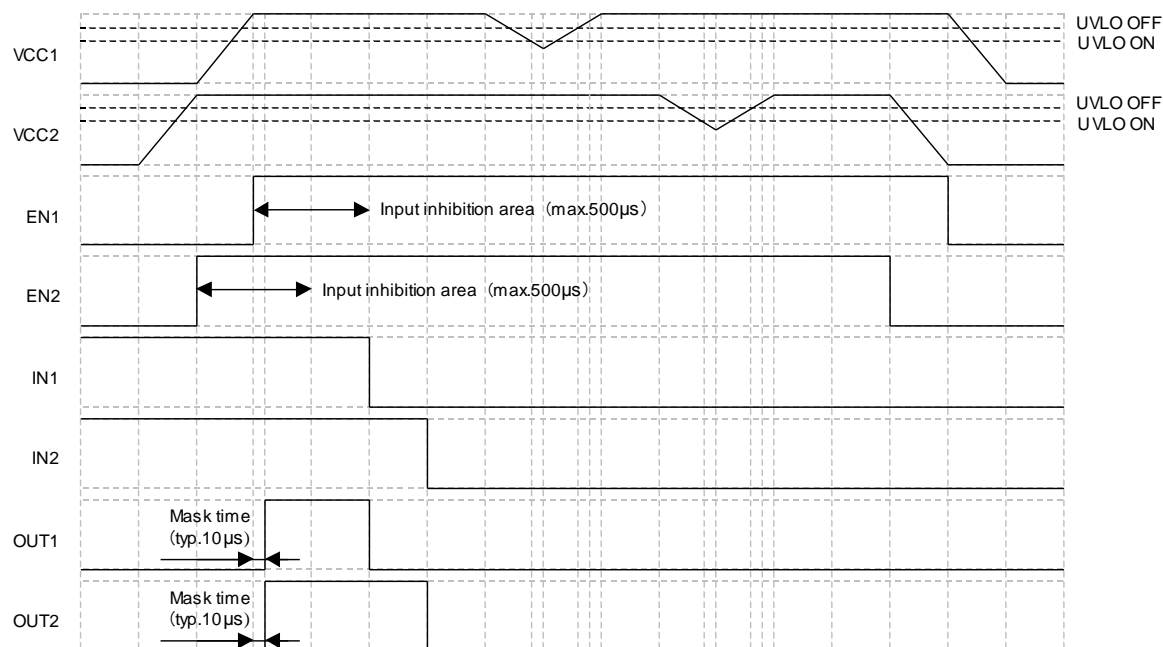 UVLO OFF
UVLO ON
VCC1
UVLO OFF
UVLO ON
VCC2
EN1
Input inhibition area (max.500μs)
EN2
Input inhibition area (max.500μs)
IN1
IN2
Mask time
(typ.10μs)
OUT1
Mask time
(typ.10μs)
OUT2